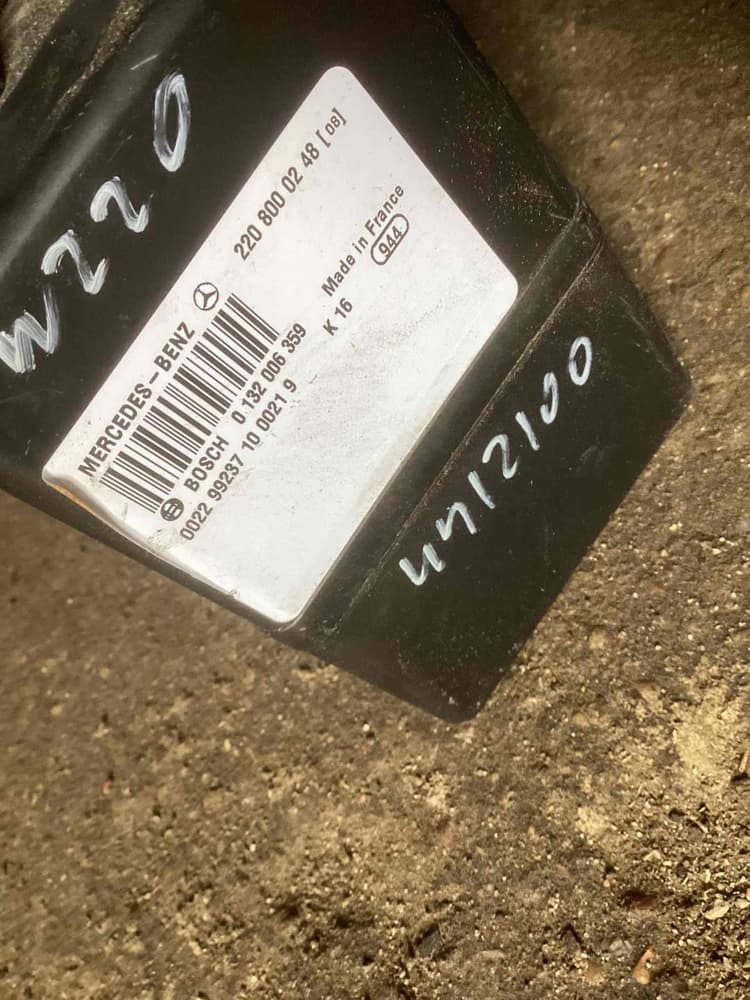 W220
MERCEDES-BENZ 220 800 02 48 [08]
Made in France
BOSCH 0 132 006 359
944
0022 99237 10 0021 9 K 16